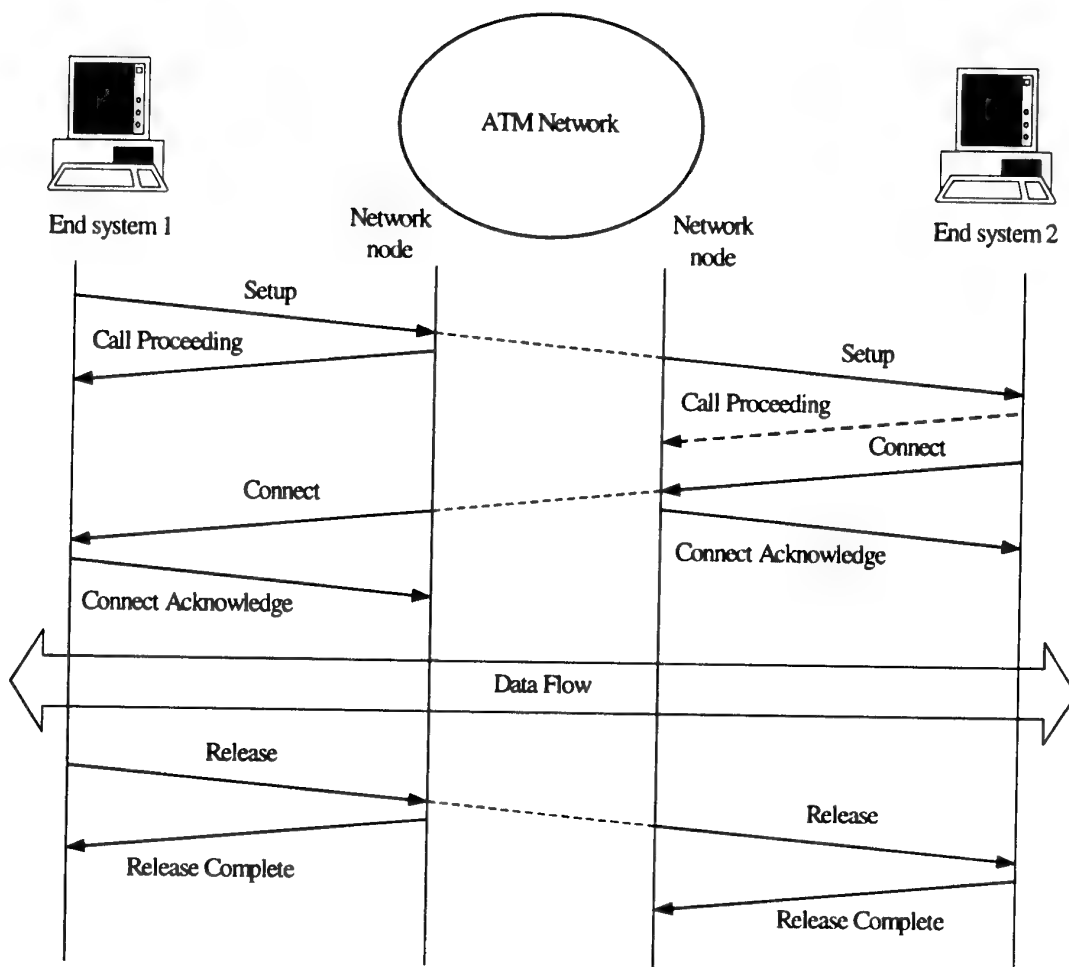 ATM Network
End system 1
Network
node
Network
node
End system 2
Setup
Call Proceeding
Setup
Call Proceeding
Connect
Connect
Connect Acknowledge
Connect Acknowledge
Data Flow
Release
Release
Release Complete
Release Complete